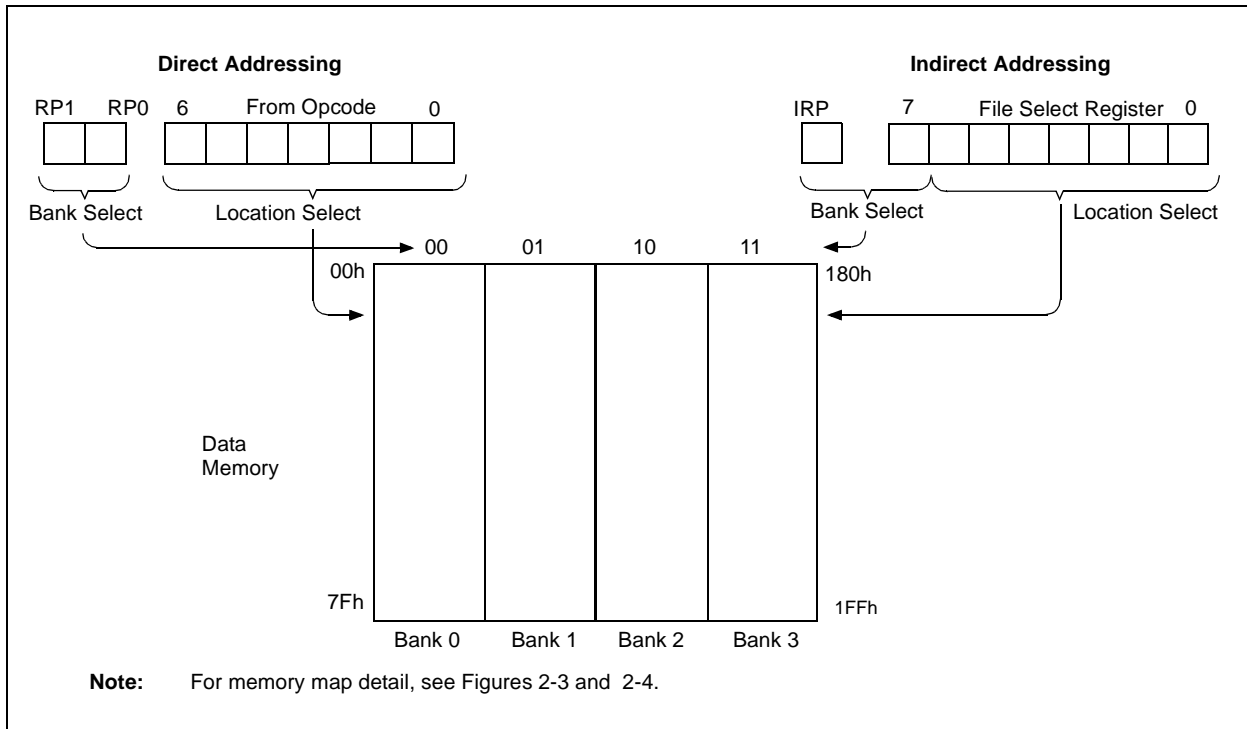 Direct Addressing
Indirect Addressing
RP1 RP0 6 From Opcode 0
IRP 7 File Select Register 0
Bank Select Location Select
Bank Select Location Select
00 01 10 11
00h
180h
Data
Memory
7Fh
1FFh
Bank 0 Bank 1 Bank 2 Bank 3
Note: For memory map detail, see Figures 2-3 and 2-4.